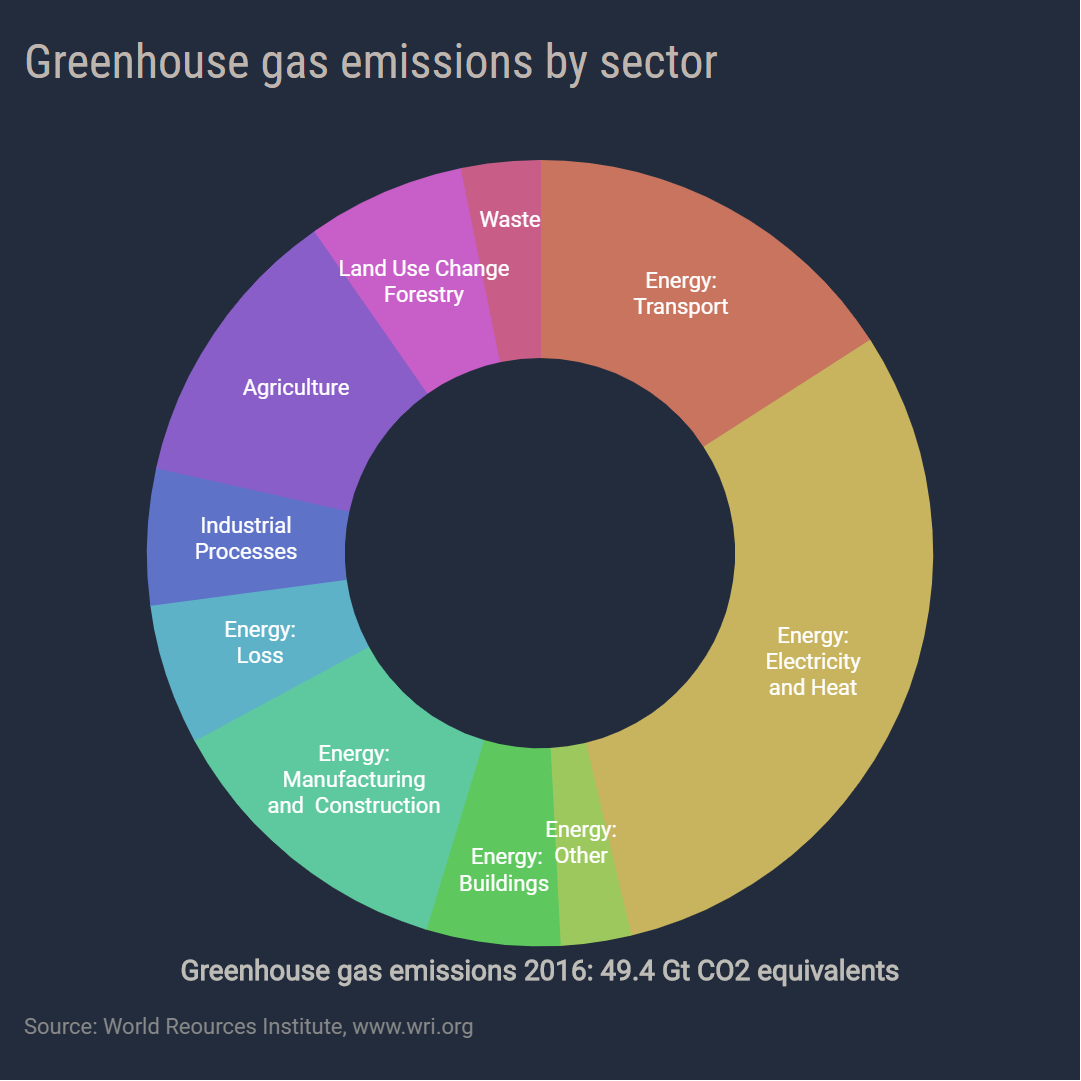 Greenhouse gas emissions by sector
Waste
Land Use Change
Forestry
Energy:
Transport
Agriculture
Industrial
Processes
Energy:
Loss
Energy:
Electricity
and Heat
Energy:
Manufacturing
and  Construction
Energy:
Other
Energy:
Buildings
Greenhouse gas emissions 2016: 49.4 Gt CO2 equivalents
Source: World Reources Institute, www.wri.org